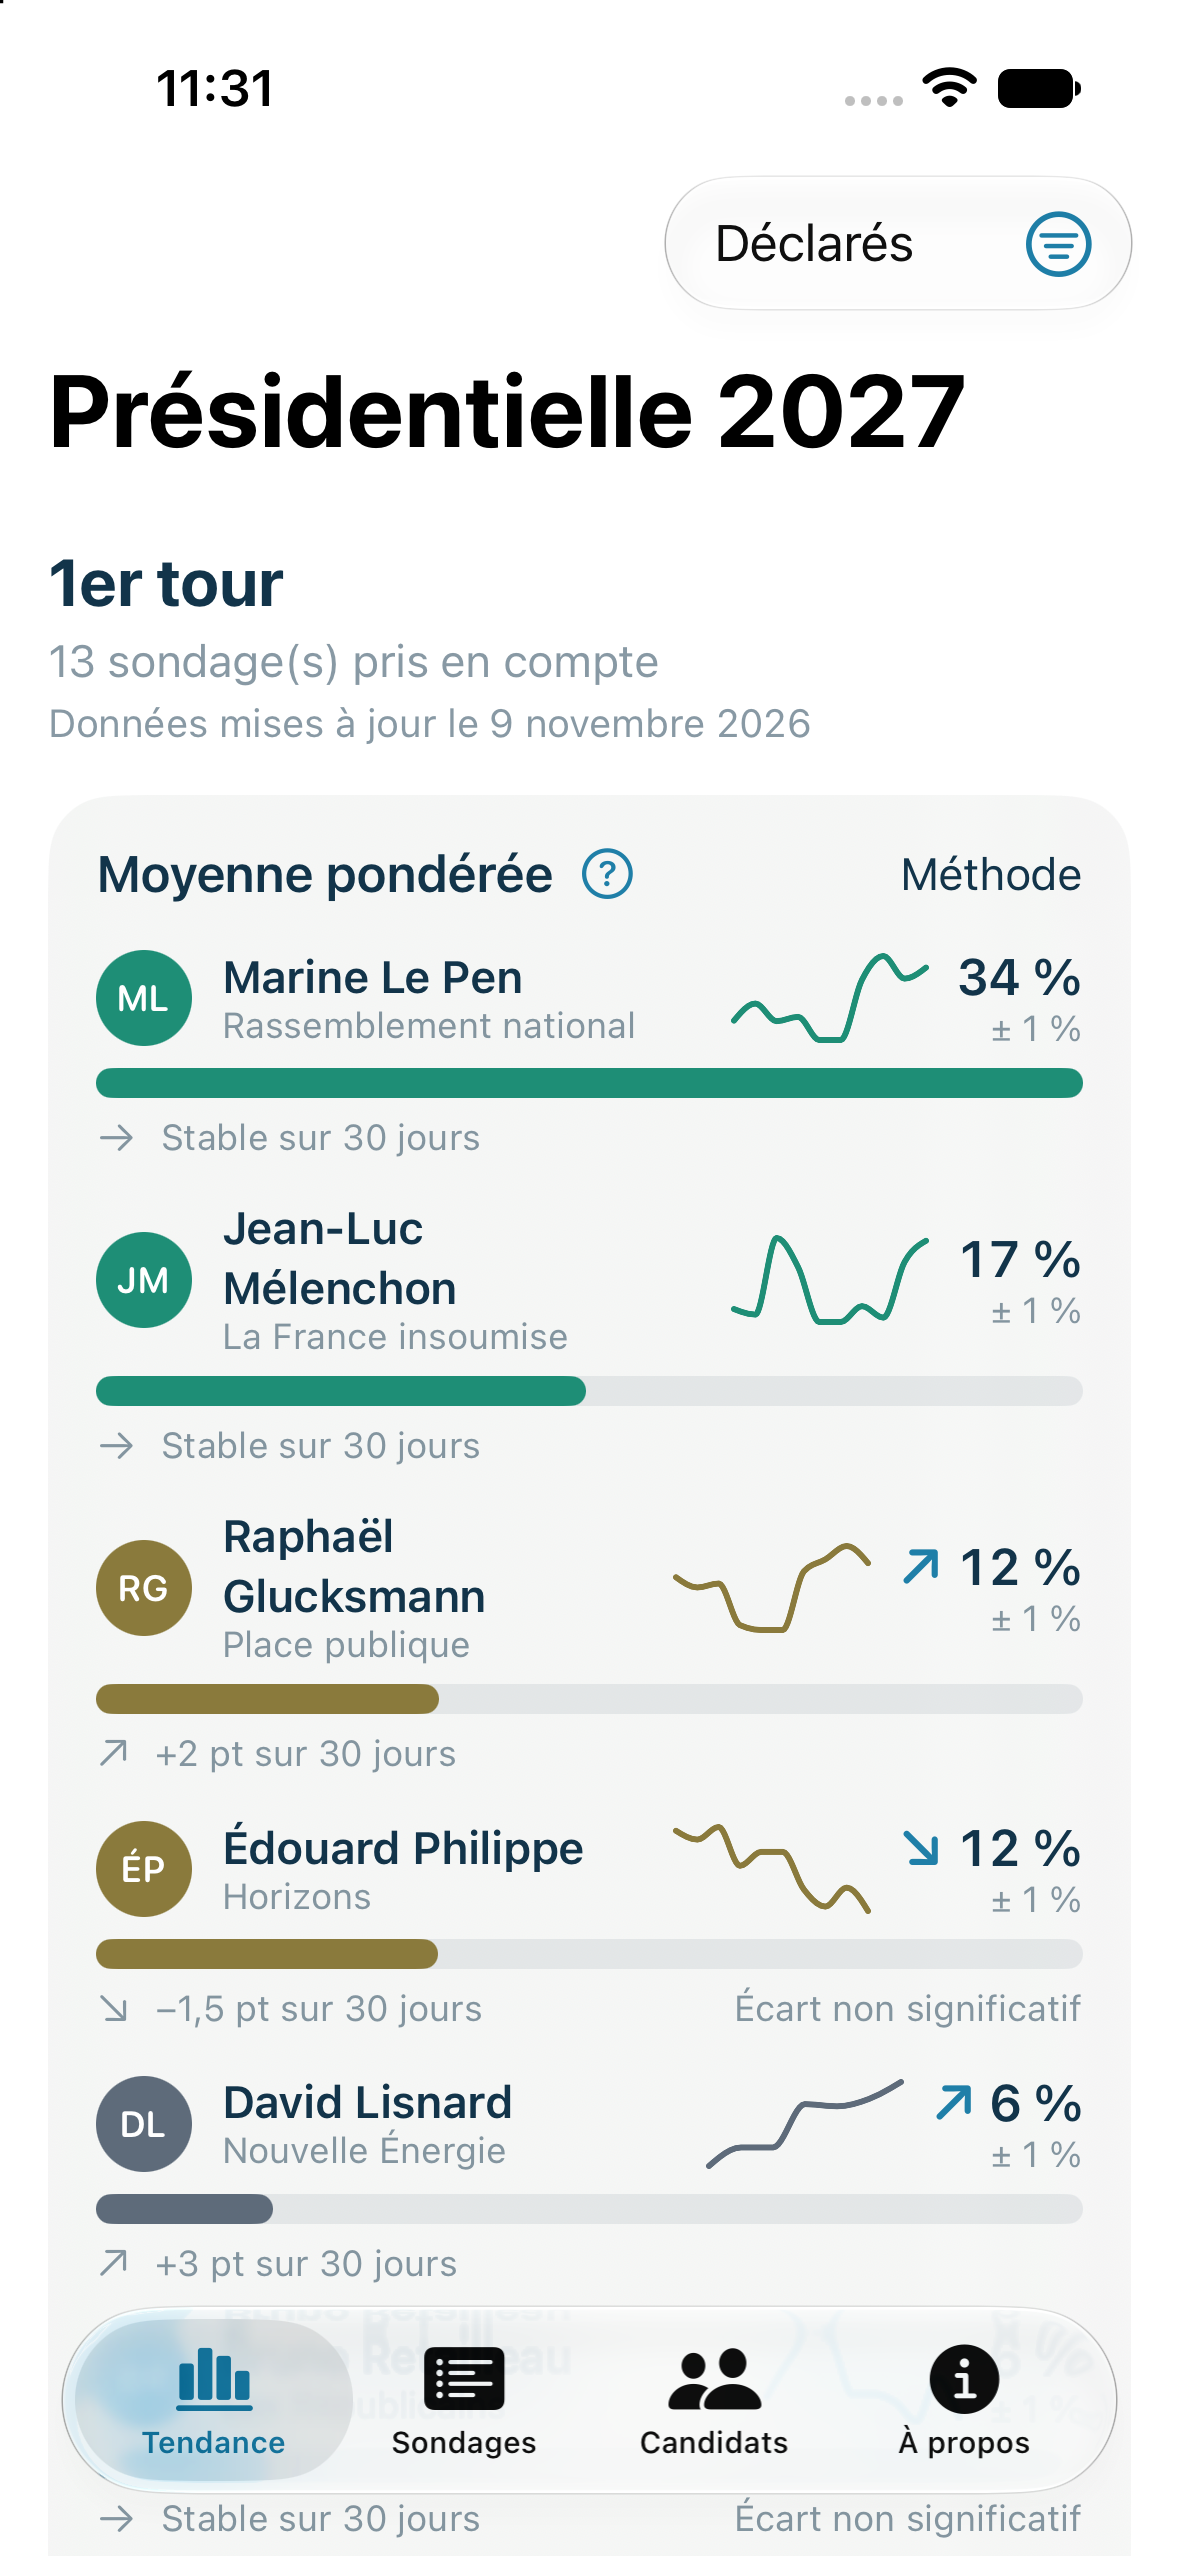 11:31
Déclarés
Présidentielle 2027
1er tour
13 sondage(s) pris en compte
Données mises à jour le 9 novembre 2026
Moyenne pondérée ? Méthode
ML Marine Le Pen 34 %
Rassemblement national ± 1 %
→ Stable sur 30 jours
Jean-Luc
JM Mélenchon 17 %
La France insoumise ± 1 %
→ Stable sur 30 jours
Raphaël
RG Glucksmann ↗ 12 %
Place publique ± 1 %
↗ +2 pt sur 30 jours
ÉP Édouard Philippe ↘ 12 %
Horizons ± 1 %
↘ −1,5 pt sur 30 jours Écart non significatif
DL David Lisnard ↗ 6 %
Nouvelle Énergie ± 1 %
↗ +3 pt sur 30 jours
Tendance Sondages Candidats À propos
→ Stable sur 30 jours Écart non significatif